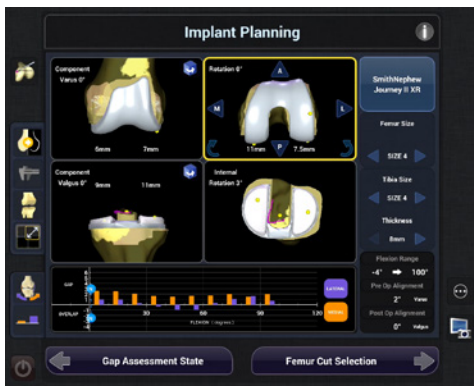 Implant Planning
Component
Varus 0°
6mm 7mm
Rotation 6°
A
M L
P
11mm 7.5mm
Component
Valgus 0° 9mm 11mm
Internal
Rotation 3°
SmithNephew
Journey II XR
Femur Size
SIZE 4
Tibia Size
SIZE 4
Thickness
8mm
Flexion Range
-4° 100°
Pre Op Alignment
2° Varus
Post Op Alignment
0° Valgus
GAP
OVERLAP
30 60 90 120
FLEXION (degrees)
LATERAL
MEDIAL
Gap Assessment State
Femur Cut Selection